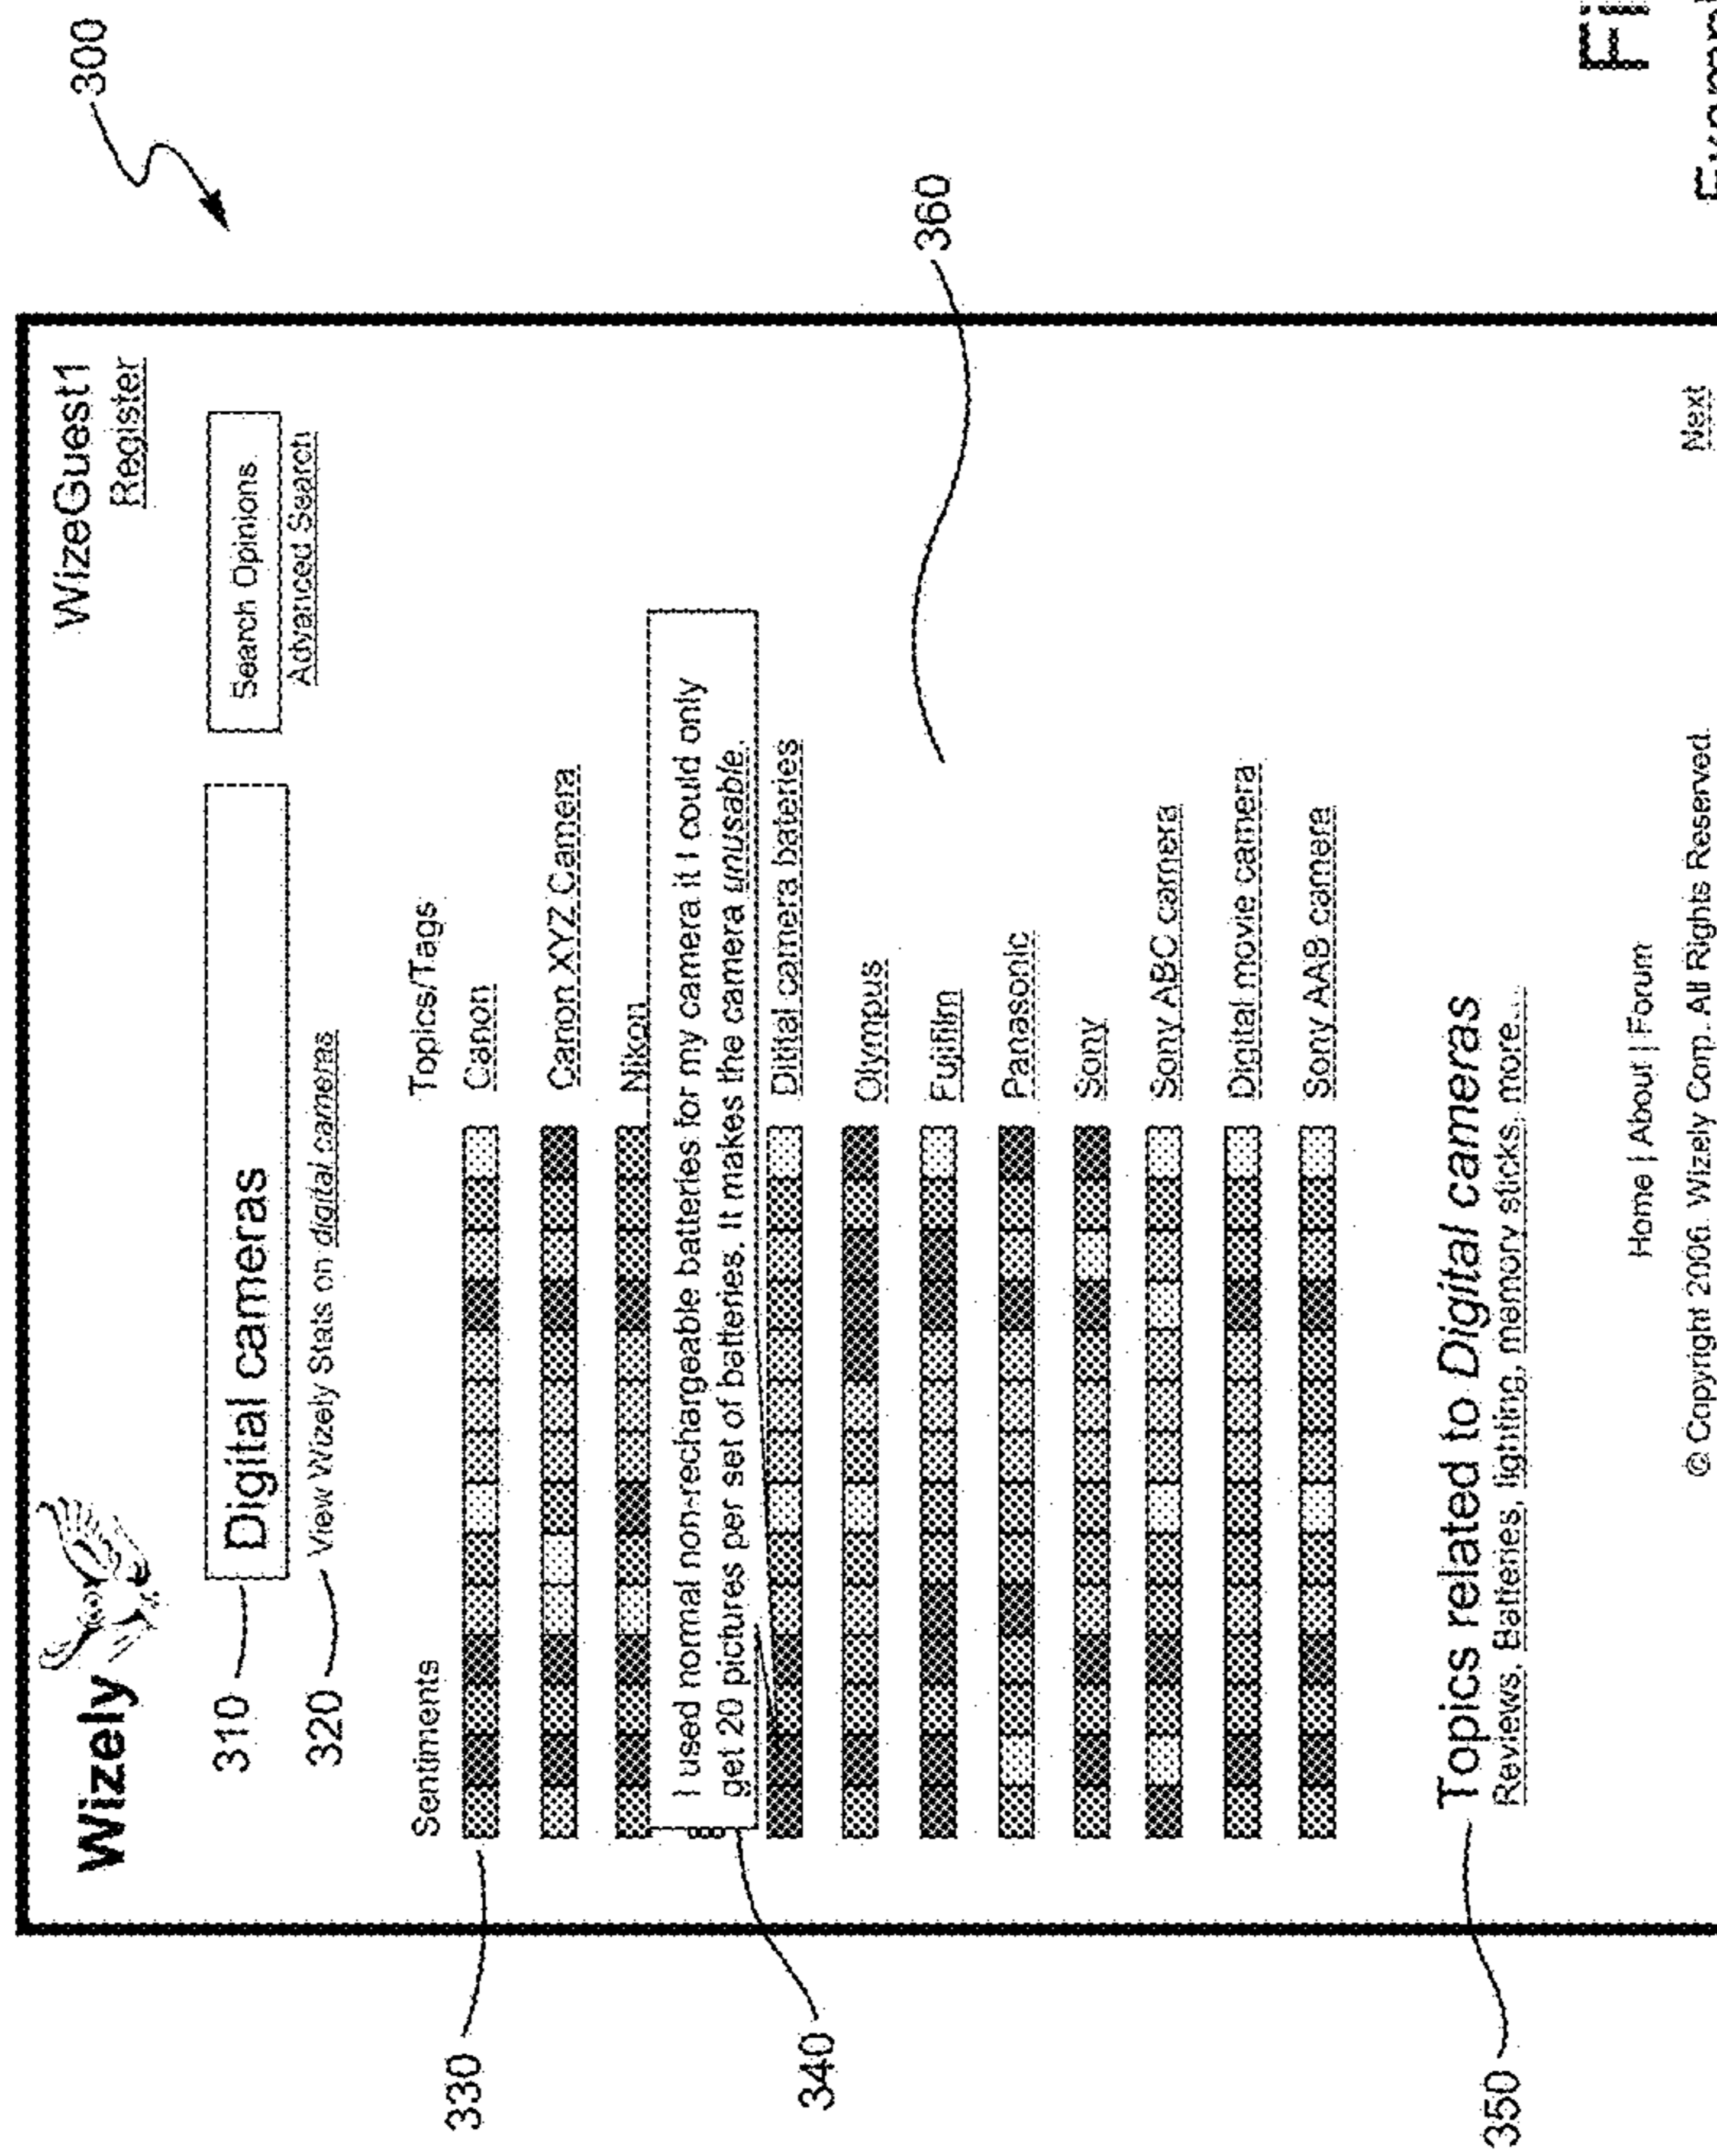 300
Wizely
WizeGuest1
Register
310
Digital cameras
Search Opinions
Advanced Search
320
View Wizely Stats on digital cameras
Sentiments
Topics/Tags
330
Canon
Canon XYZ Camera
Nikon
340
I used normal non-rechargeable batteries for my camera it I could only
get 20 pictures per set of batteries. It makes the camera unusable.
Ditital camera bateries
360
Olympus
Fujifilm
Panasonic
Sony
Sony ABC camera
Digital movie camera
Sony AAB camera
350
Topics related to Digital cameras
Reviews, Batteries, lighting, memory sticks, more...
Home | About | Forum
Next
© Copyright 2006. Wizely Corp. All Rights Reserved.